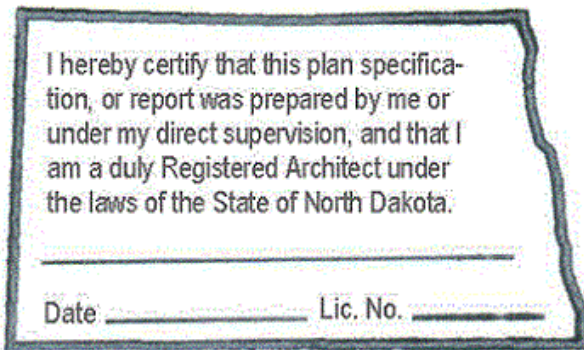 I hereby certify that this plan specifica-
tion, or report was prepared by me or
under my direct supervision, and that I
am a duly Registered Architect under
the laws of the State of North Dakota.
Date Lic. No.